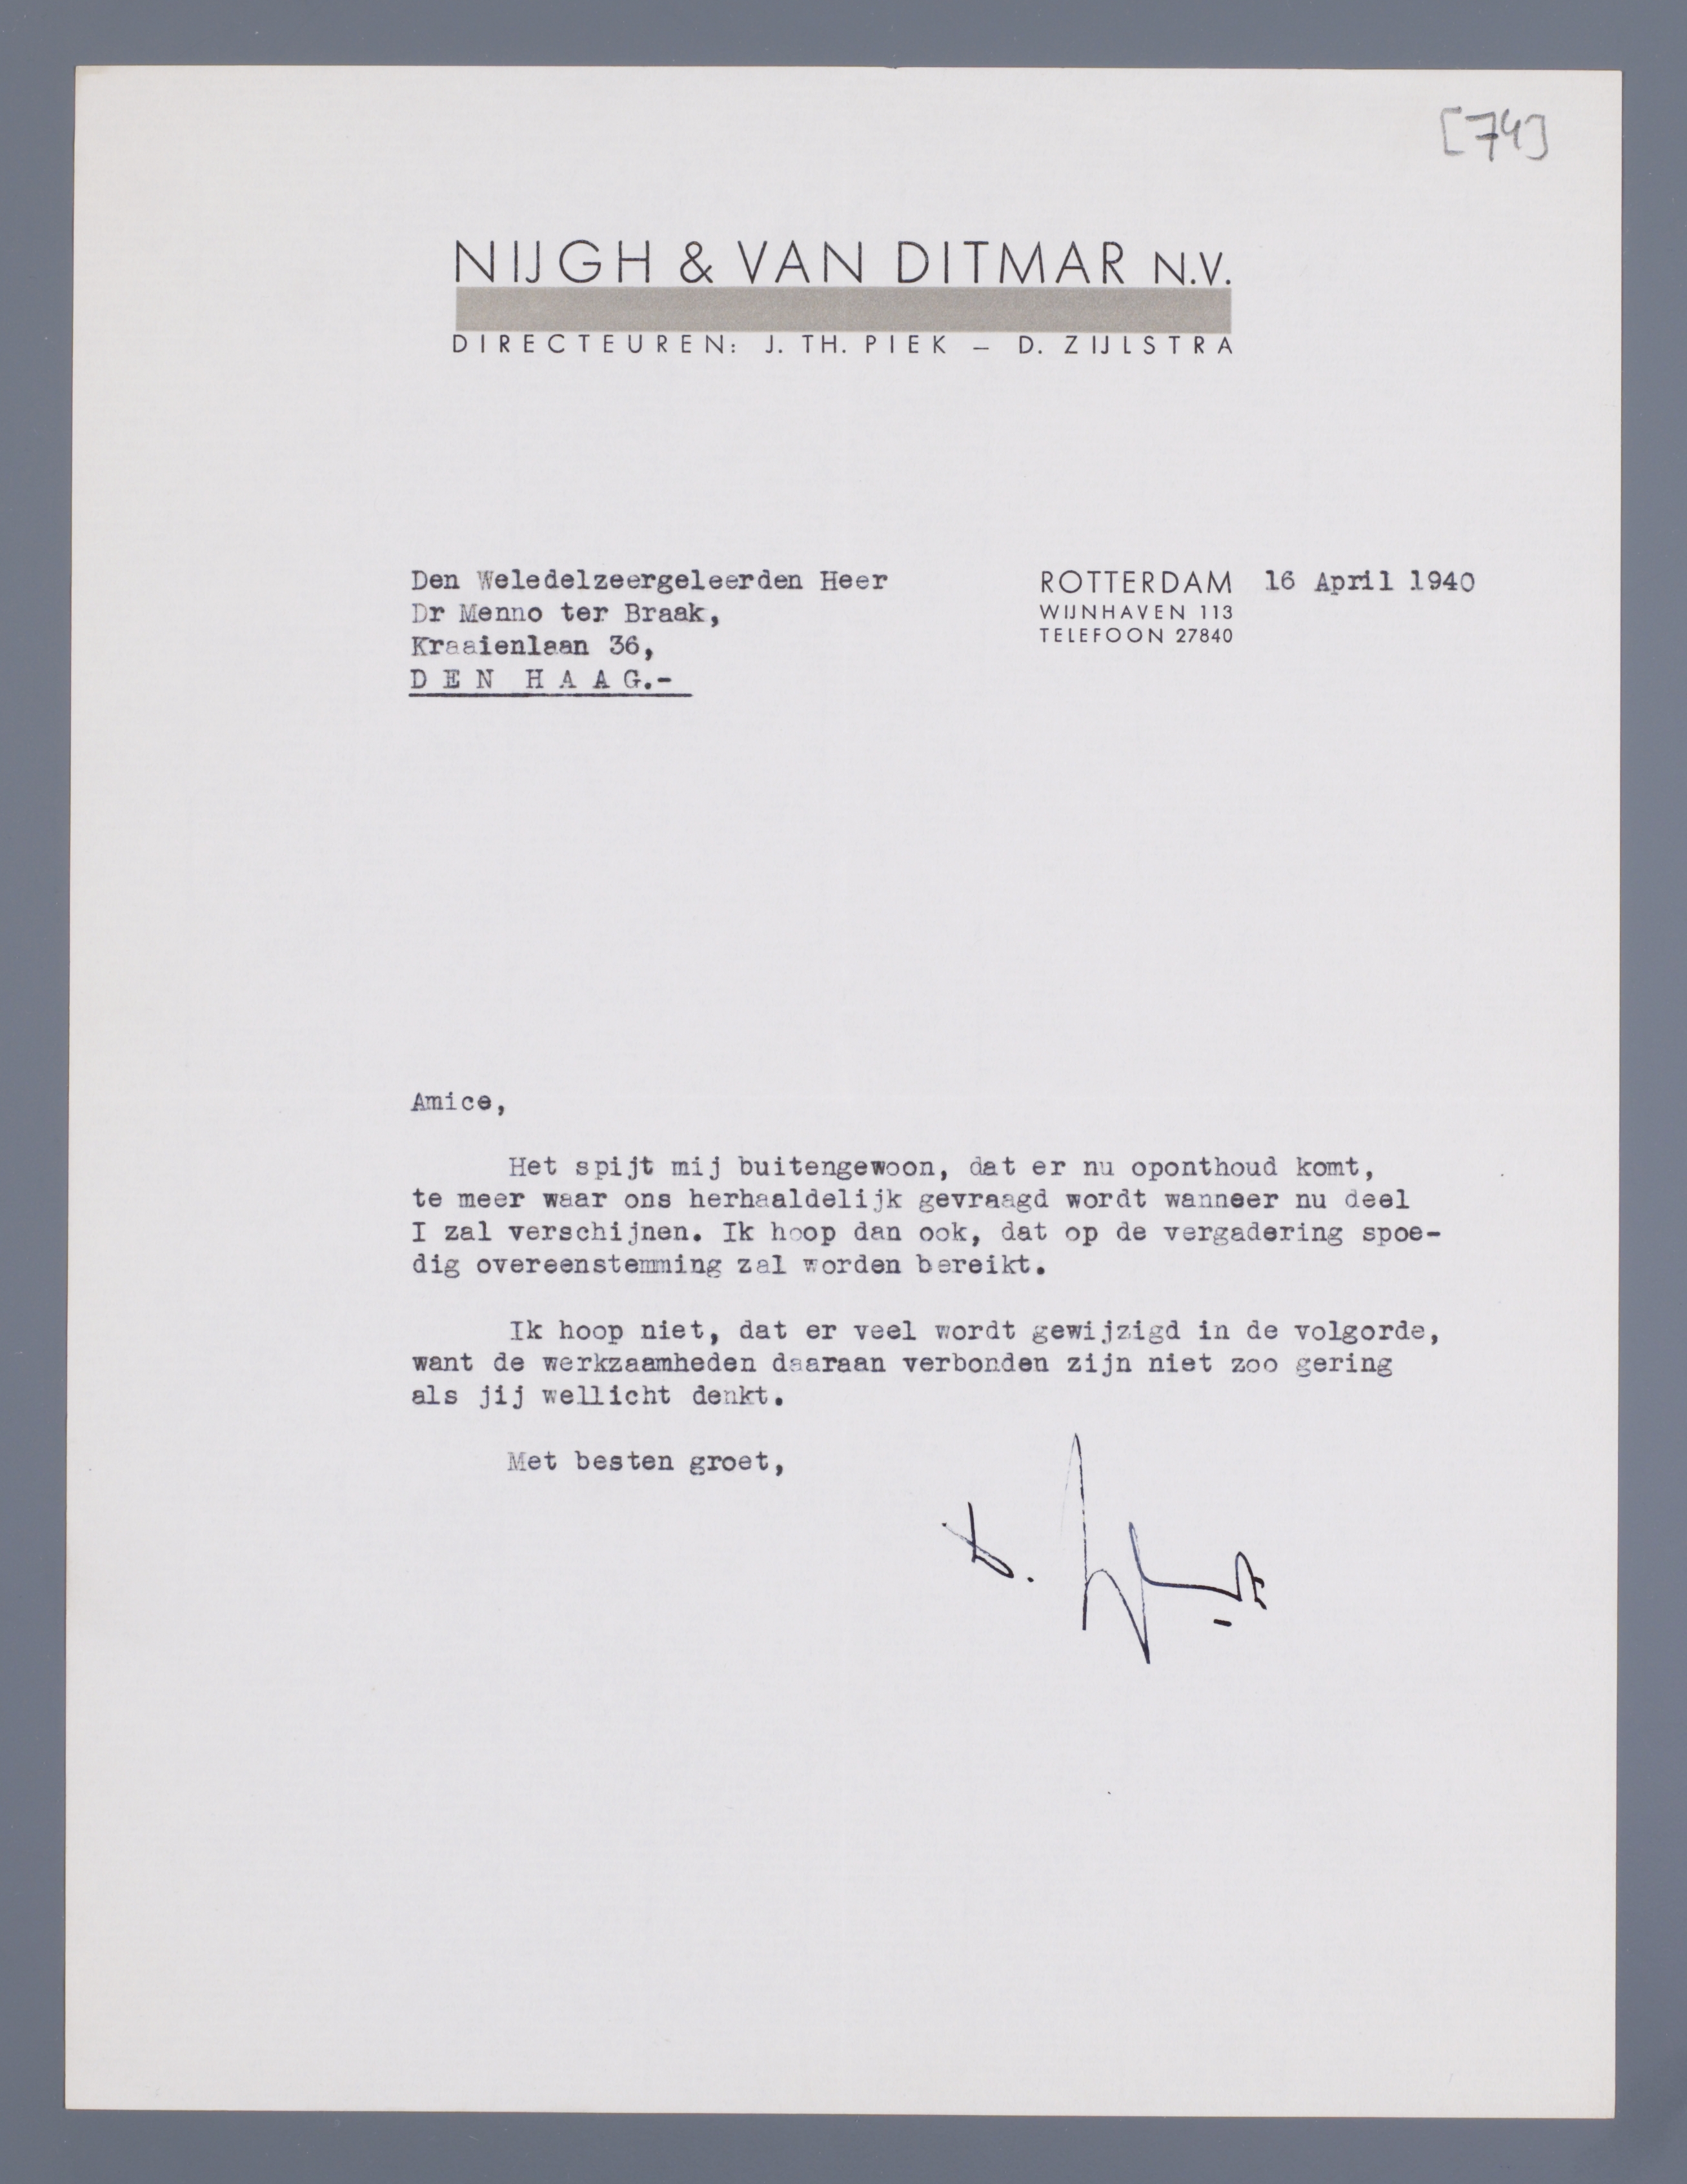 [74]
NIJGH & VAN DITMAR N.V.
DIRECTEUREN: J. TH. PIEK — D. ZIJLSTRA
Den Weledelzeergeleerden Heer
Dr Menno ter Braak,
Kraaienlaan 36,
DEN HAAG.-
ROTTERDAM 16 April 1940
WIJNHAVEN 113
TELEFOON 27840
Amice,
Het spijt mij buitengewoon, dat er nu oponthoud komt,
te meer waar ons herhaaldelijk gevraagd wordt wanneer nu deel
I zal verschijnen. Ik hoop dan ook, dat op de vergadering spoe-
dig overeenstemming zal worden bereikt.
Ik hoop niet, dat er veel wordt gewijzigd in de volgorde,
want de werkzaamheden daaraan verbonden zijn niet zoo gering
als jij wellicht denkt.
Met besten groet,